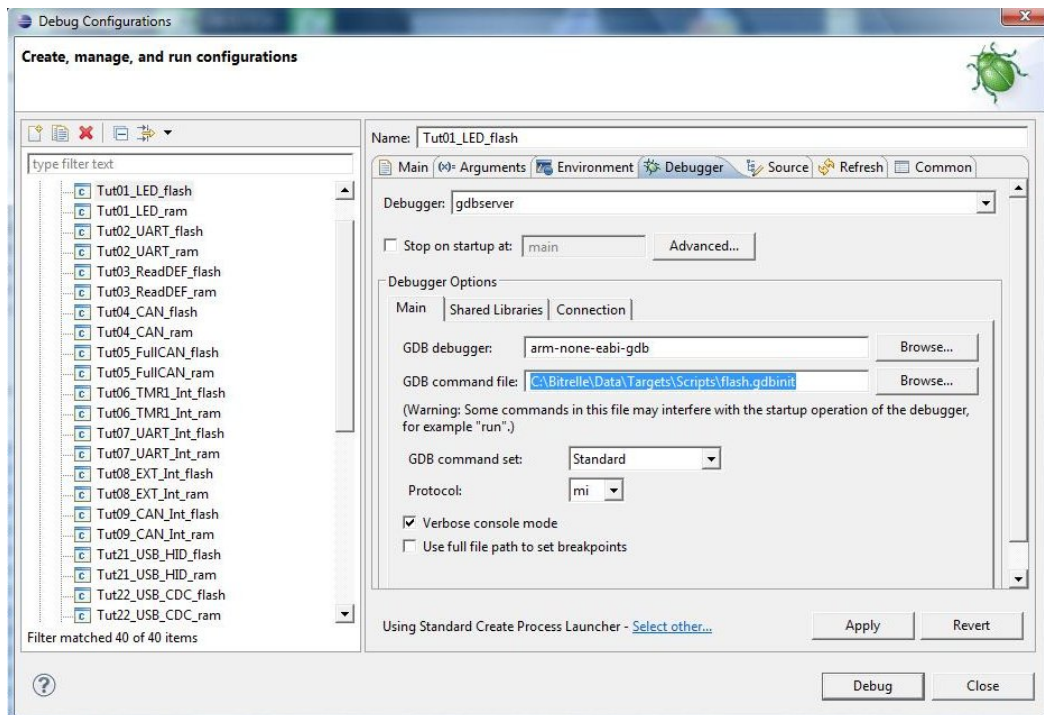 Debug Configurations
Create, manage, and run configurations
type filter text
Tut01_LED_flash
Tut01_LED_ram
Tut02_UART_flash
Tut02_UART_ram
Tut03_ReadDEF_flash
Tut03_ReadDEF_ram
Tut04_CAN_flash
Tut04_CAN_ram
Tut05_FullCAN_flash
Tut05_FullCAN_ram
Tut06_TMR1_Int_flash
Tut06_TMR1_Int_ram
Tut07_UART_Int_flash
Tut07_UART_Int_ram
Tut08_EXT_Int_flash
Tut08_EXT_Int_ram
Tut09_CAN_Int_flash
Tut09_CAN_Int_ram
Tut21_USB_HID_flash
Tut21_USB_HID_ram
Tut22_USB_CDC_flash
Tut22_USB_CDC_ram
Filter matched 40 of 40 items
Name: Tut01_LED_flash
Main (x)= Arguments Environment Debugger Source Refresh Common
Debugger: gdbserver
Stop on startup at: main Advanced...
Debugger Options
Main Shared Libraries Connection
GDB debugger: arm-none-eabi-gdb Browse...
GDB command file: C:\Bitrelle\Data\Targets\Scripts\flash.gdbinit Browse...
(Warning: Some commands in this file may interfere with the startup operation of the debugger,
for example "run".)
GDB command set: Standard
Protocol: mi
Verbose console mode
Use full file path to set breakpoints
Using Standard Create Process Launcher - Select other... Apply Revert
? Debug Close